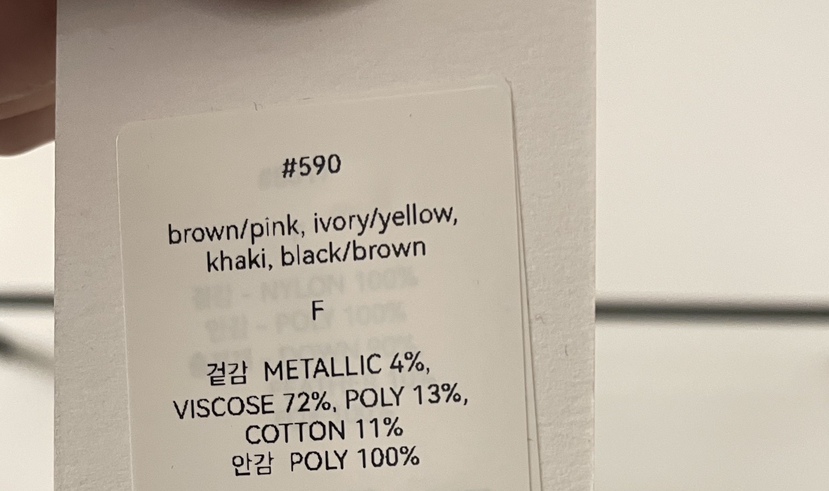 #590
brown/pink, ivory/yellow,
khaki, black/brown
F
겉감 METALLIC 4%,
VISCOSE 72%, POLY 13%,
COTTON 11%
안감 POLY 100%